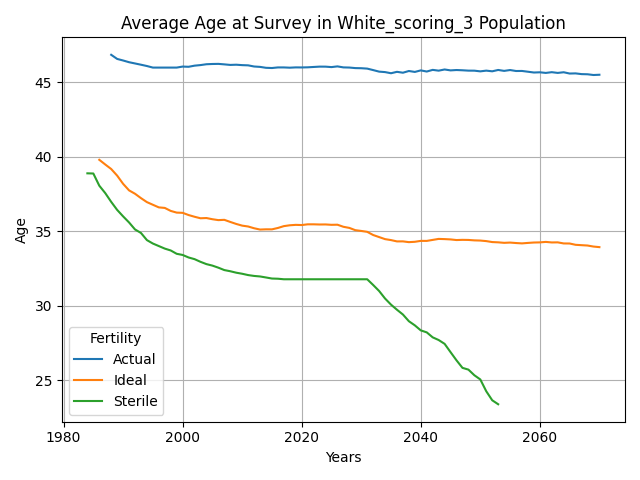 Average Age at Survey in White_scoring_3 Population
Age
45
40
35
30
25
Fertility
Actual
Ideal
Sterile
1980
2000
2020
2040
2060
Years